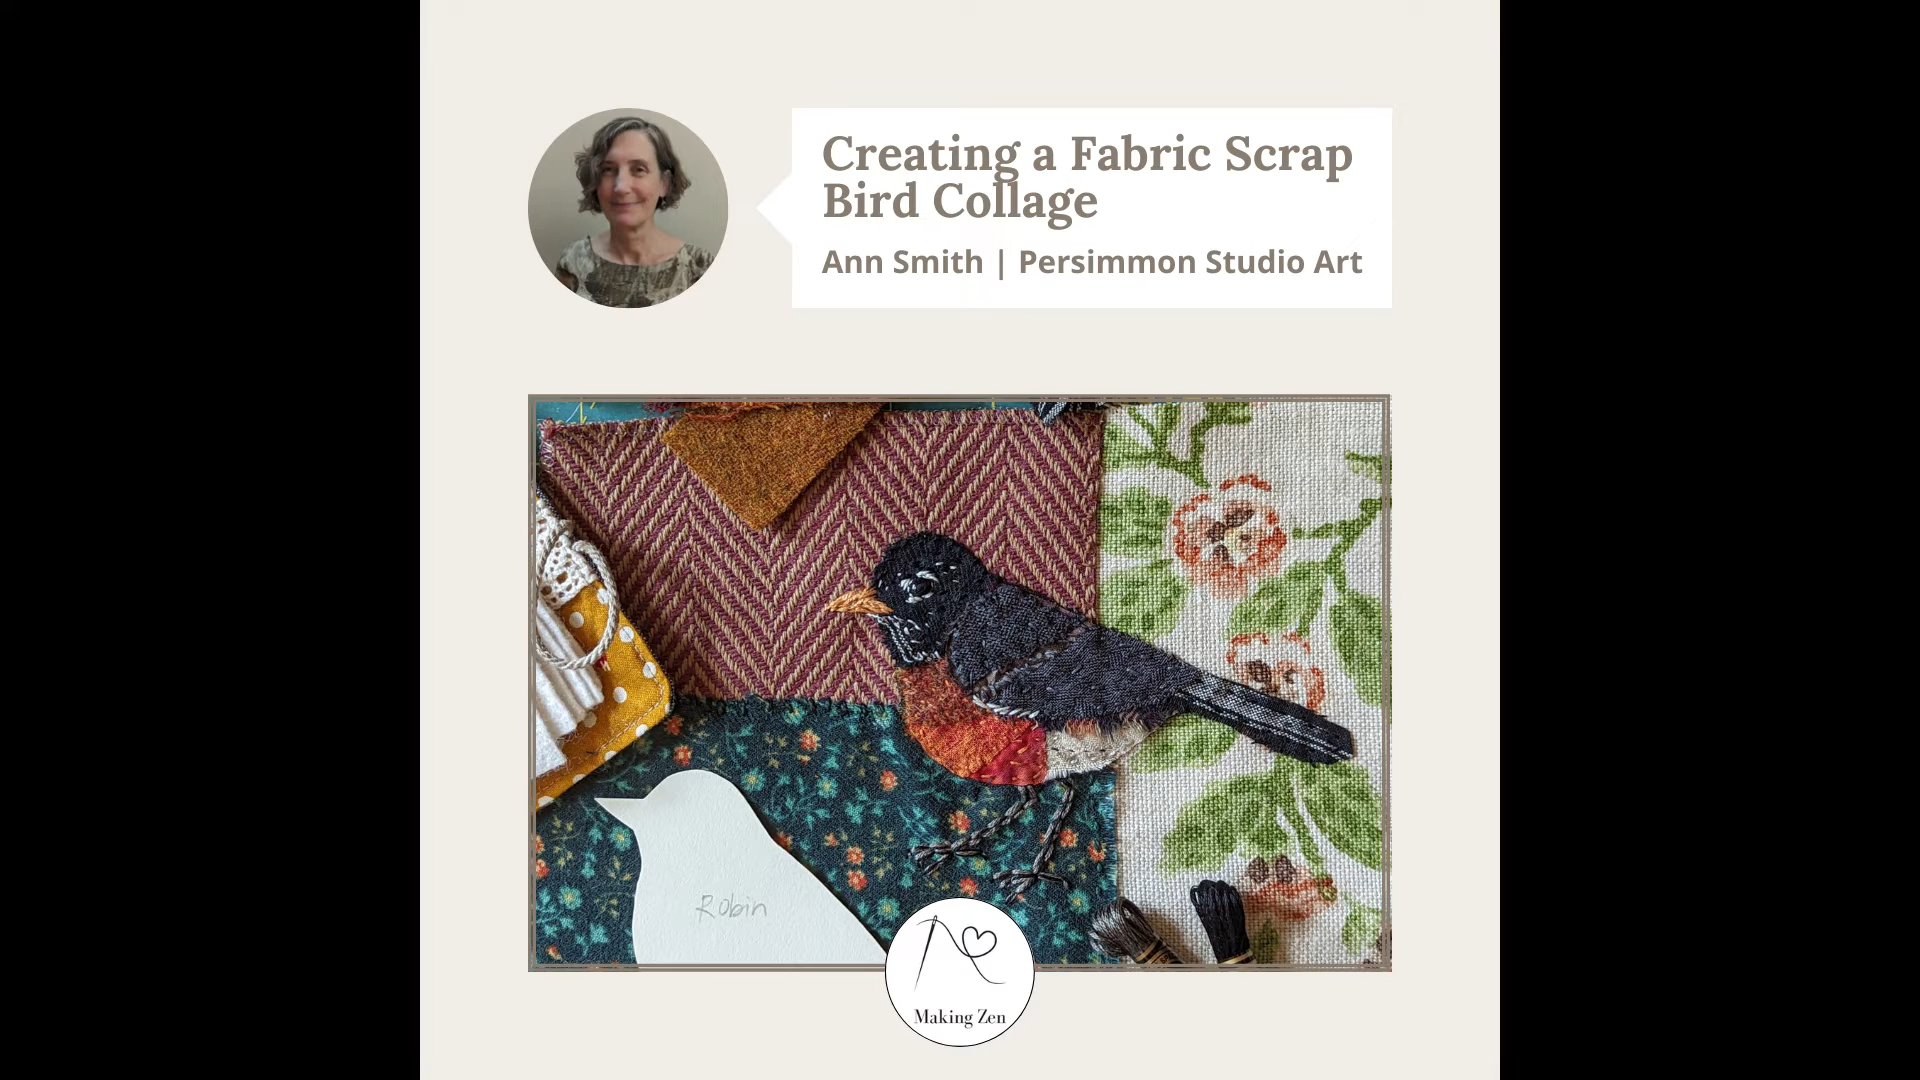 Creating a Fabric Scrap
Bird Collage
Ann Smith | Persimmon Studio Art
Robin
Making Zen